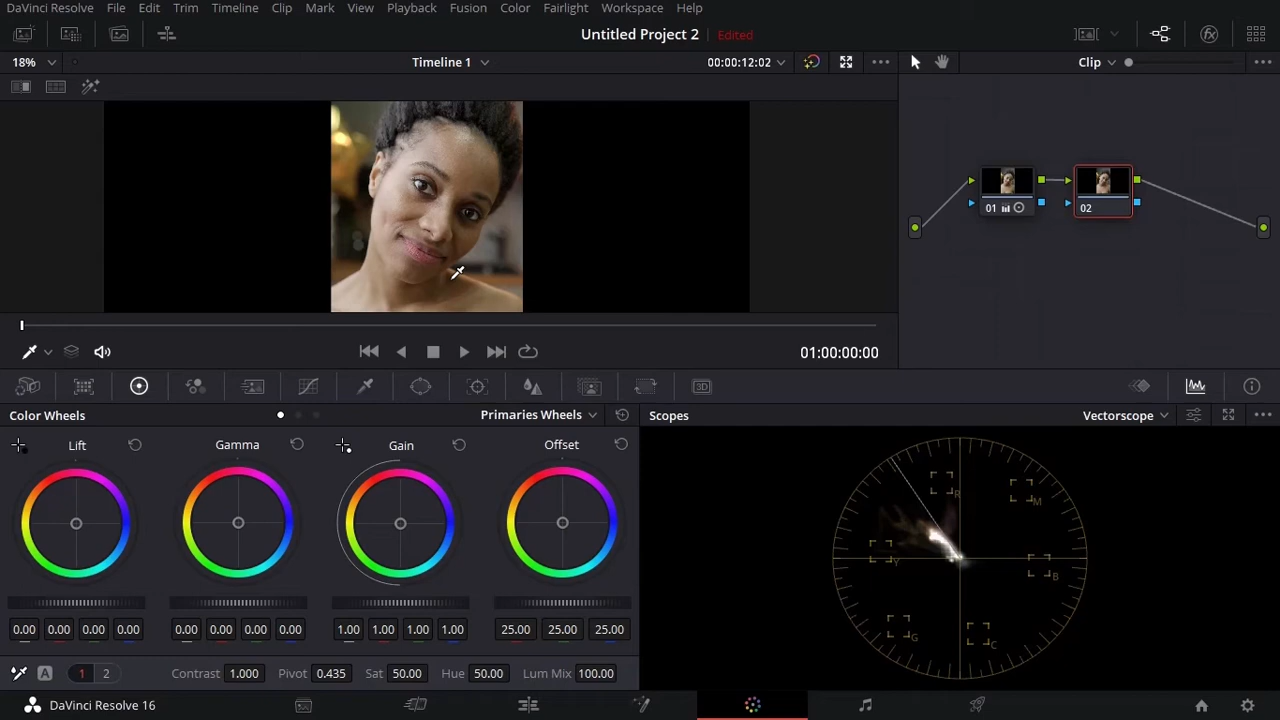 DaVinci Resolve File Edit Trim Timeline Clip Mark View Playback Fusion Color Fairlight Workspace Help
Untitled Project 2 Edited
18% Timeline 1 00:00:12:02 Clip
01 02
01:00:00:00
Color Wheels Primaries Wheels Scopes Vectorscope
Lift Gamma Gain Offset
R
M
Y
B
G
C
0.00 0.00 0.00 0.00 0.00 0.00 0.00 0.00 1.00 1.00 1.00 1.00 25.00 25.00 25.00
A 1 2 Contrast 1.000 Pivot 0.435 Sat 50.00 Hue 50.00 Lum Mix 100.00
DaVinci Resolve 16